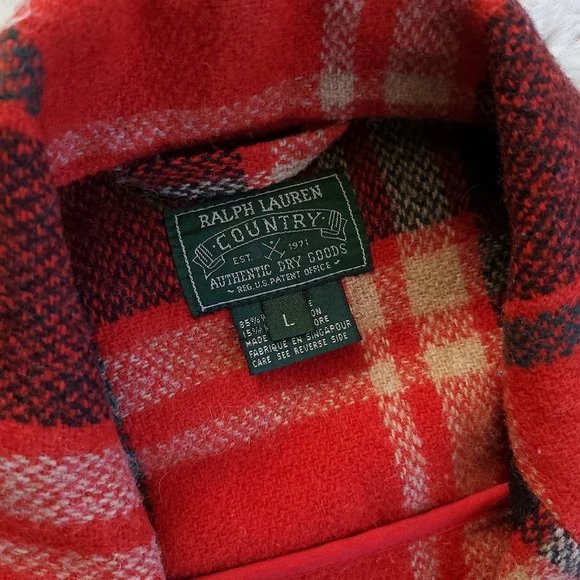 RALPH LAUREN
COUNTRY
EST. 1971
AUTHENTIC DRY GOODS
~ REG. U.S. PATENT OFFICE ~
L
85%
15%
MADE
FABRIQUE EN SINGAPOUR
CARE SEE REVERSE SIDE